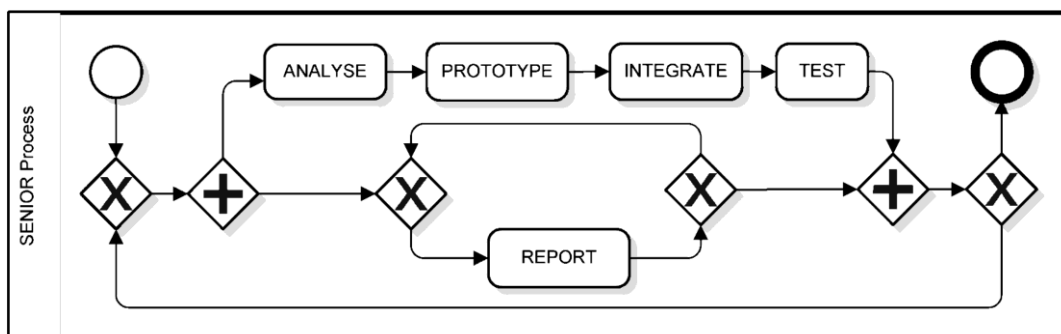 SENIOR Process
ANALYSE
PROTOTYPE
INTEGRATE
TEST
X
X
X
REPORT